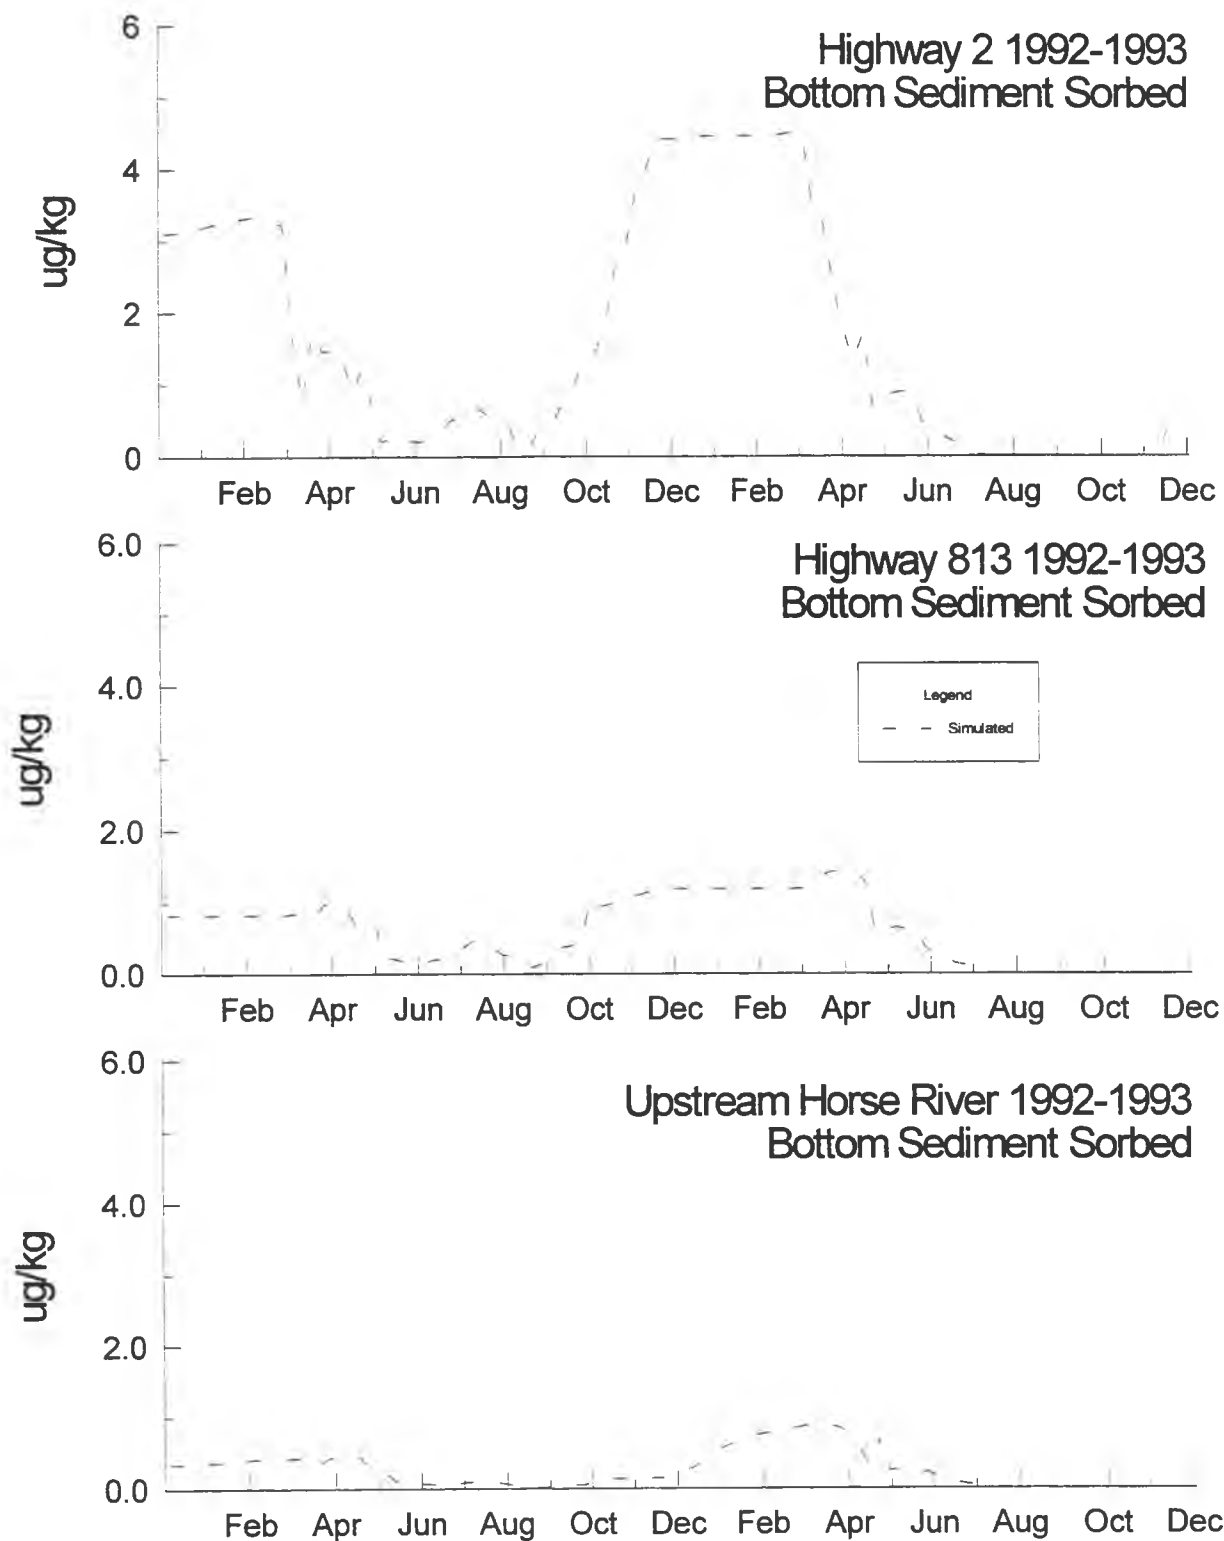 Highway 2 1992-1993
Bottom Sediment Sorbed
6
4
2
0
ug/kg
Feb Apr Jun Aug Oct Dec Feb Apr Jun Aug Oct Dec
Highway 813 1992-1993
Bottom Sediment Sorbed
Legend
Simulated
6.0
4.0
2.0
0.0
ug/kg
Feb Apr Jun Aug Oct Dec Feb Apr Jun Aug Oct Dec
Upstream Horse River 1992-1993
Bottom Sediment Sorbed
6.0
4.0
2.0
0.0
ug/kg
Feb Apr Jun Aug Oct Dec Feb Apr Jun Aug Oct Dec